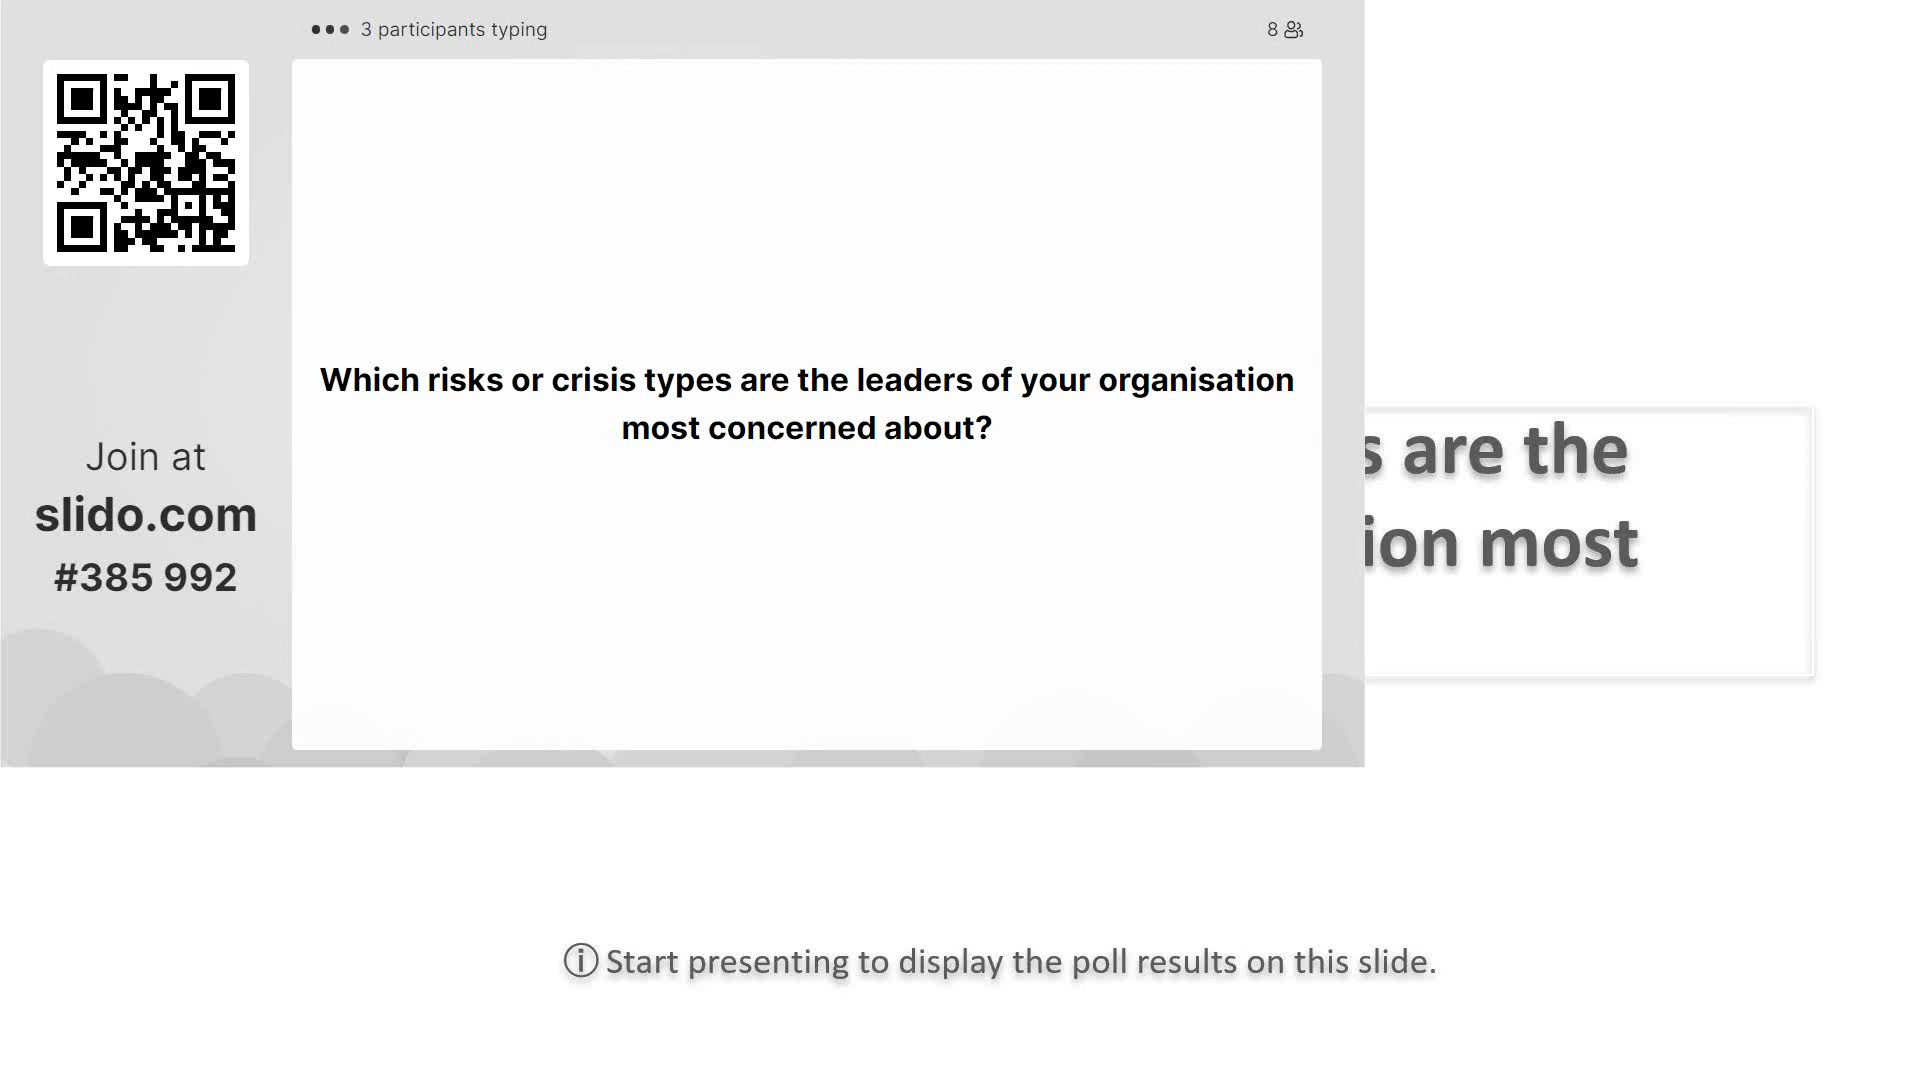 3 participants typing
8
Which risks or crisis types are the leaders of your organisation
most concerned about?
Join at
slido.com
#385 992
s are the
ion most
Start presenting to display the poll results on this slide.